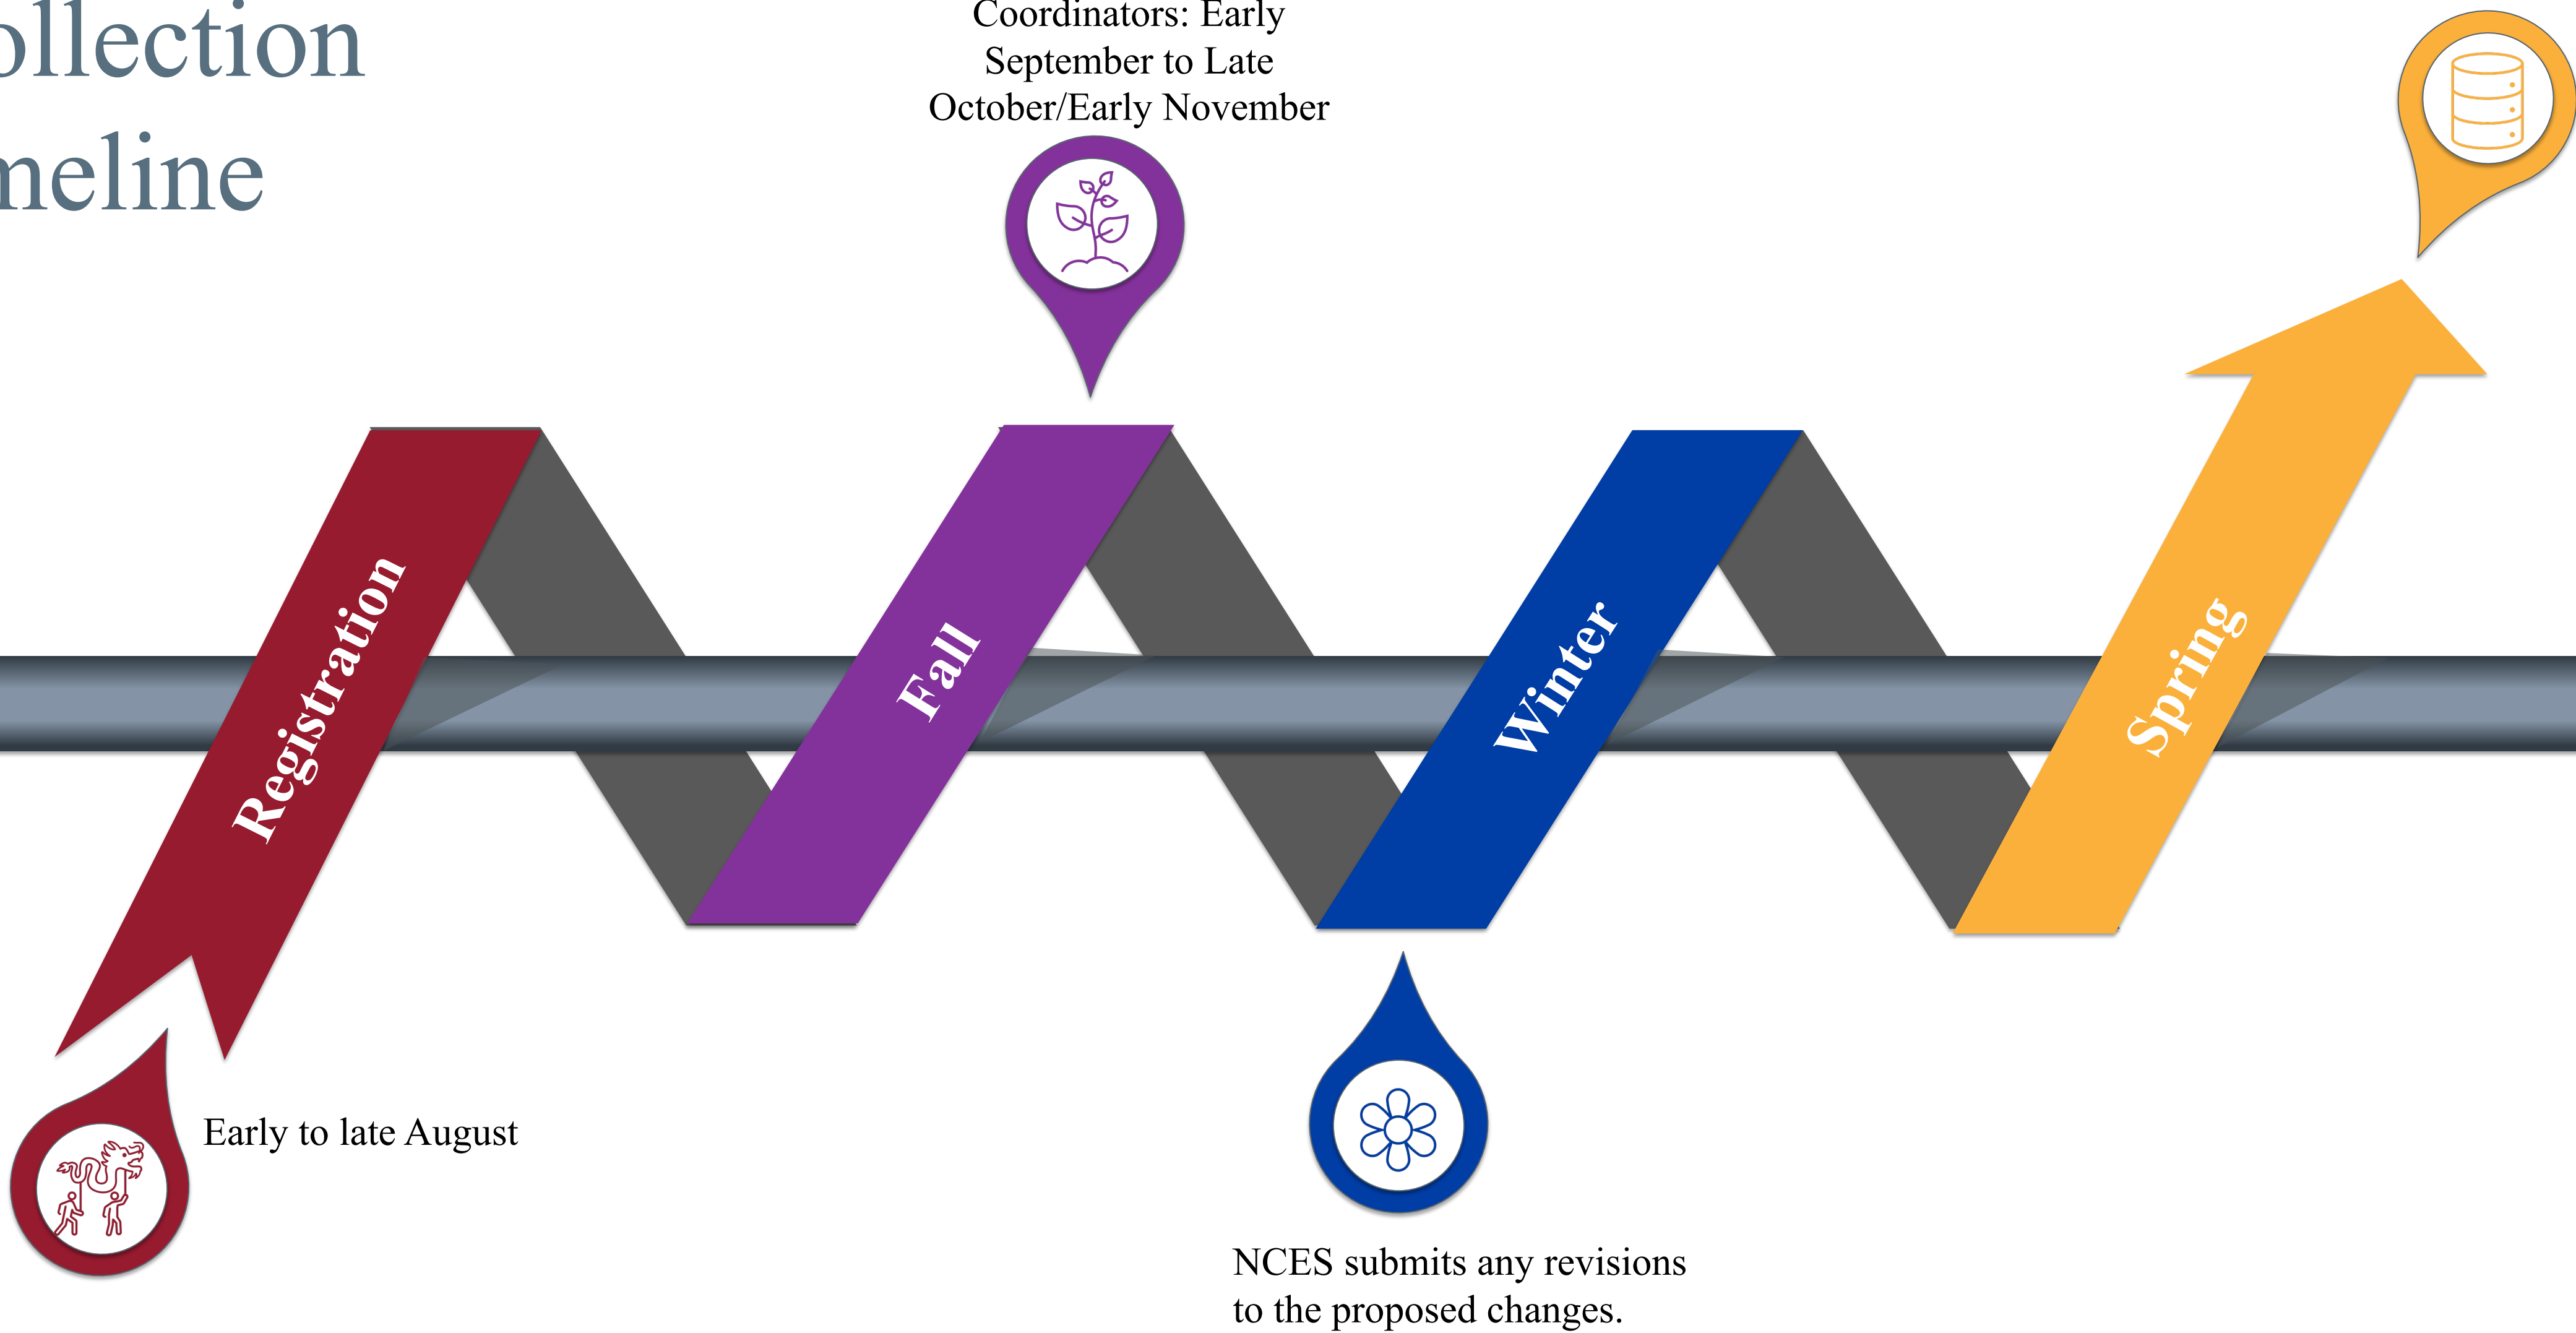 ollection
meline
Coordinators: Early
September to Late
October/Early November
Registration
Fall
Winter
Spring
Early to late August
NCES submits any revisions
to the proposed changes.